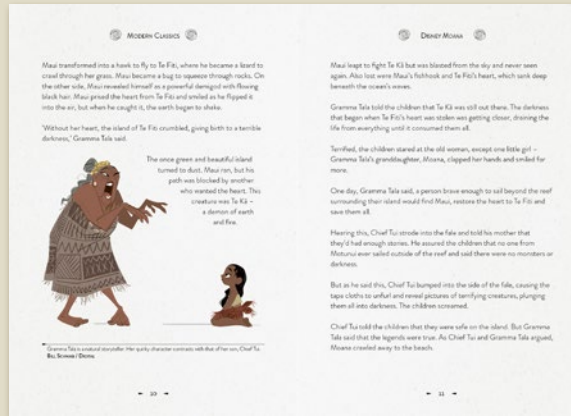 MODERN CLASSICS
Maui transformed into a hawk to fly to Te Fiti, where he became a lizard to
crawl through her grass. Maui became a bug to squeeze through rocks. On
the other side, Maui revealed himself as a powerful demigod with flowing
black hair. Maui prised the heart from Te Fiti and smiled as he flipped it
into the air, but when he caught it, the earth began to shake.
‘Without her heart, the island of Te Fiti crumbled, giving birth to a terrible
darkness,’ Gramma Tala said.
The once green and beautiful island
turned to dust. Maui ran, but his
path was blocked by another
who wanted the heart. This
creature was Te Kā –
a demon of earth
and fire.
Gramma Tala is a natural storyteller. Her quirky character contrasts with that of her son, Chief Tui.
BILL SCHWAB / DIGITAL
10
DISNEY MOANA
Maui leapt to fight Te Kā but was blasted from the sky and never seen
again. Also lost were Maui’s fishhook and Te Fiti’s heart, which sank deep
beneath the ocean’s waves.
Gramma Tala told the children that Te Kā was still out there. The darkness
that began when Te Fiti’s heart was stolen was getting closer, draining the
life from everything until it consumed them all.
Terrified, the children stared at the old woman, except one little girl –
Gramma Tala’s granddaughter, Moana, clapped her hands and smiled for
more.
One day, Gramma Tala said, a person brave enough to sail beyond the reef
surrounding their island would find Maui, restore the heart to Te Fiti and
save them all.
Hearing this, Chief Tui strode into the fale and told his mother that
they’d had enough stories. He assured the children that no one from
Motunui ever sailed outside of the reef and said there were no monsters or
darkness.
But as he said this, Chief Tui bumped into the side of the fale, causing the
tapa cloths to unfurl and reveal pictures of terrifying creatures, plunging
them all into darkness. The children screamed.
Chief Tui told the children that they were safe on the island. But Gramma
Tala said that the legends were true. As Chief Tui and Gramma Tala argued,
Moana crawled away to the beach.
11